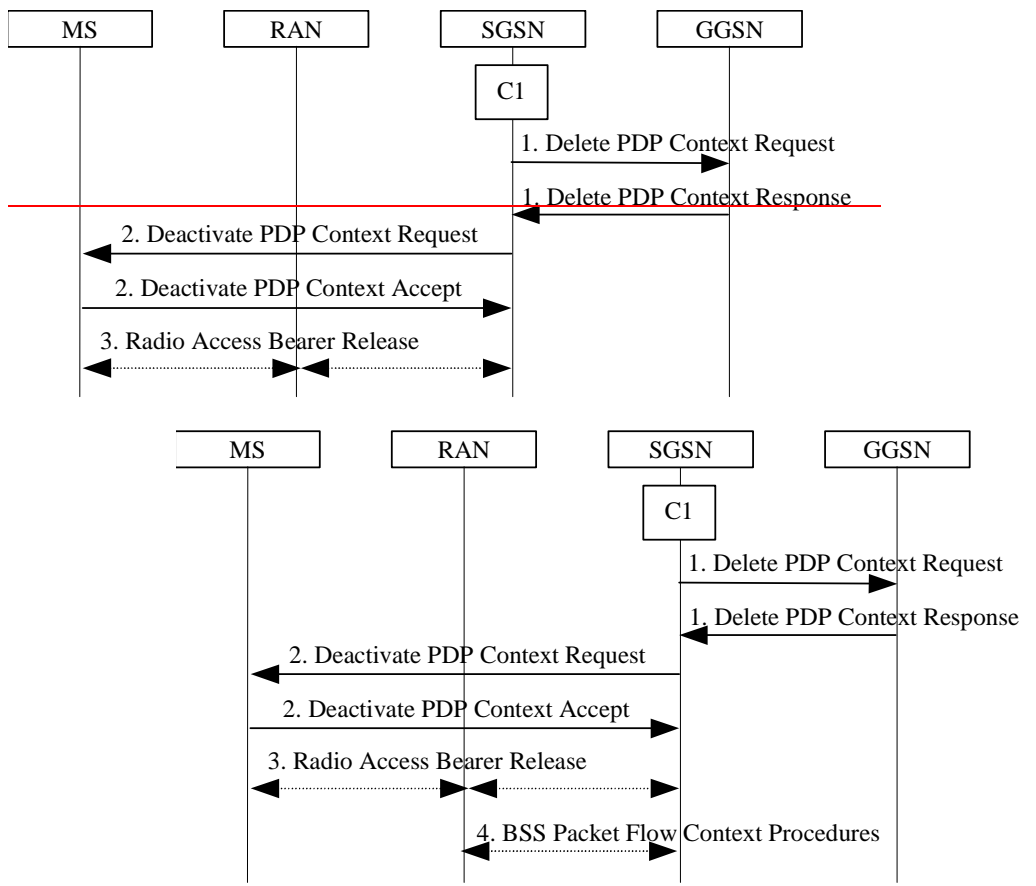 MS RAN SGSN GGSN
C1
1. Delete PDP Context Request
1. Delete PDP Context Response
2. Deactivate PDP Context Request
2. Deactivate PDP Context Accept
3. Radio Access Bearer Release
MS RAN SGSN GGSN
C1
1. Delete PDP Context Request
1. Delete PDP Context Response
2. Deactivate PDP Context Request
2. Deactivate PDP Context Accept
3. Radio Access Bearer Release
4. BSS Packet Flow Context Procedures